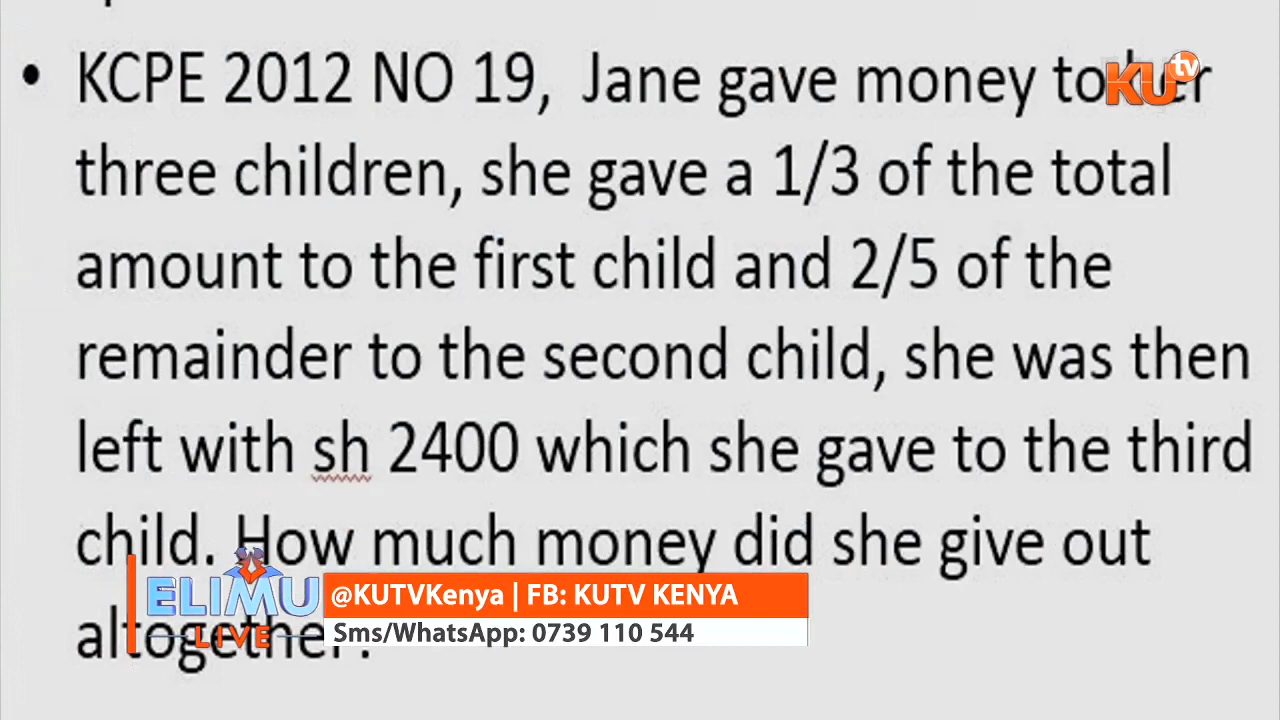 • KCPE 2012 NO 19, Jane gave money to her
three children, she gave a 1/3 of the total
amount to the first child and 2/5 of the
remainder to the second child, she was then
left with sh 2400 which she gave to the third
child. How much money did she give out
altogether?
KU tv
ELIMU
LIVE
@KUTVKenya | FB: KUTV KENYA
Sms/WhatsApp: 0739 110 544